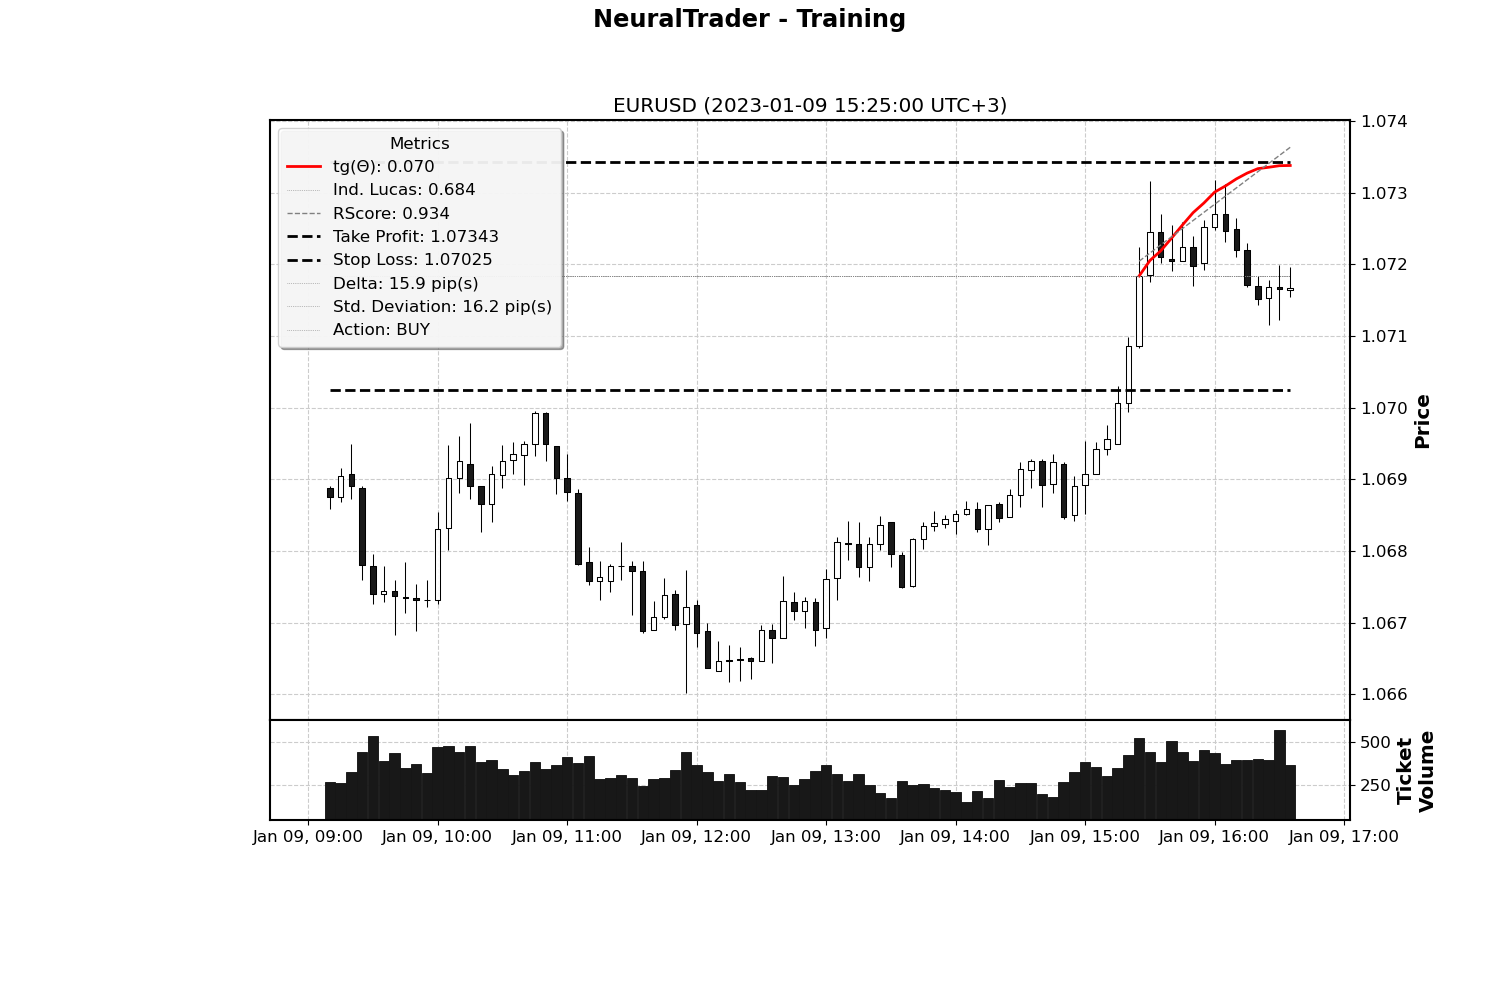 NeuralTrader - Training
EURUSD (2023-01-09 15:25:00 UTC+3)
Metrics
tg(Θ): 0.070
Ind. Lucas: 0.684
RScore: 0.934
Take Profit: 1.07343
Stop Loss: 1.07025
Delta: 15.9 pip(s)
Std. Deviation: 16.2 pip(s)
Action: BUY
1.074
1.073
1.072
1.071
1.070
1.069
1.068
1.067
1.066
Price
500
250
Ticket
Volume
Jan 09, 09:00
Jan 09, 10:00
Jan 09, 11:00
Jan 09, 12:00
Jan 09, 13:00
Jan 09, 14:00
Jan 09, 15:00
Jan 09, 16:00
Jan 09, 17:00